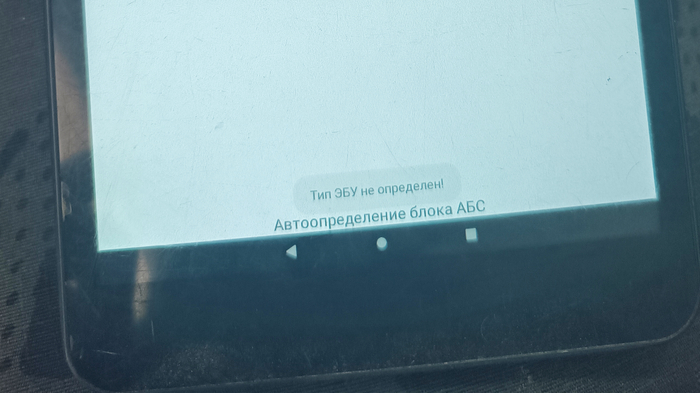 Тип ЭБУ не определен!
Автоопределение блока АБС